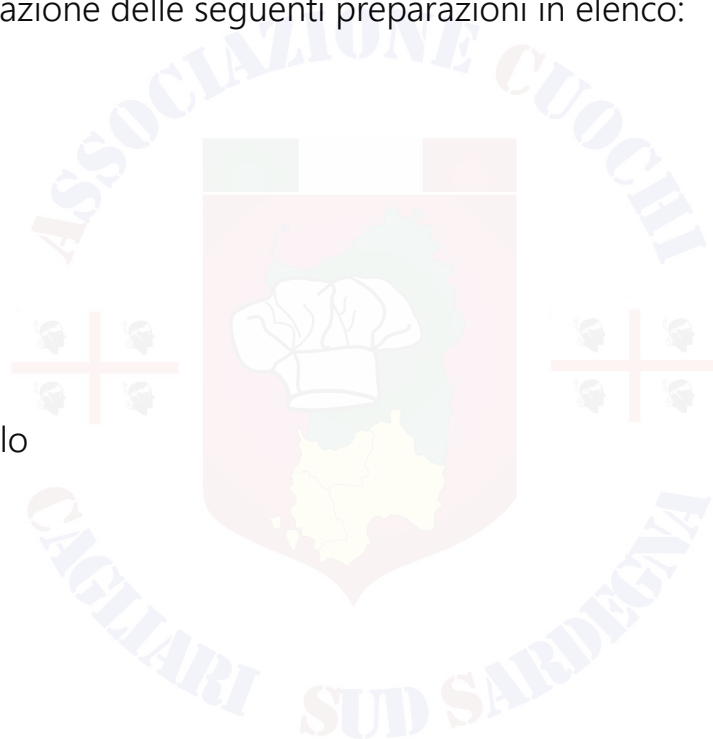 azione delle seguenti preparazioni in elenco:
ASSOCIAZIONE CUOCHI
lo
CAGLIARI SUD SARDEGNA